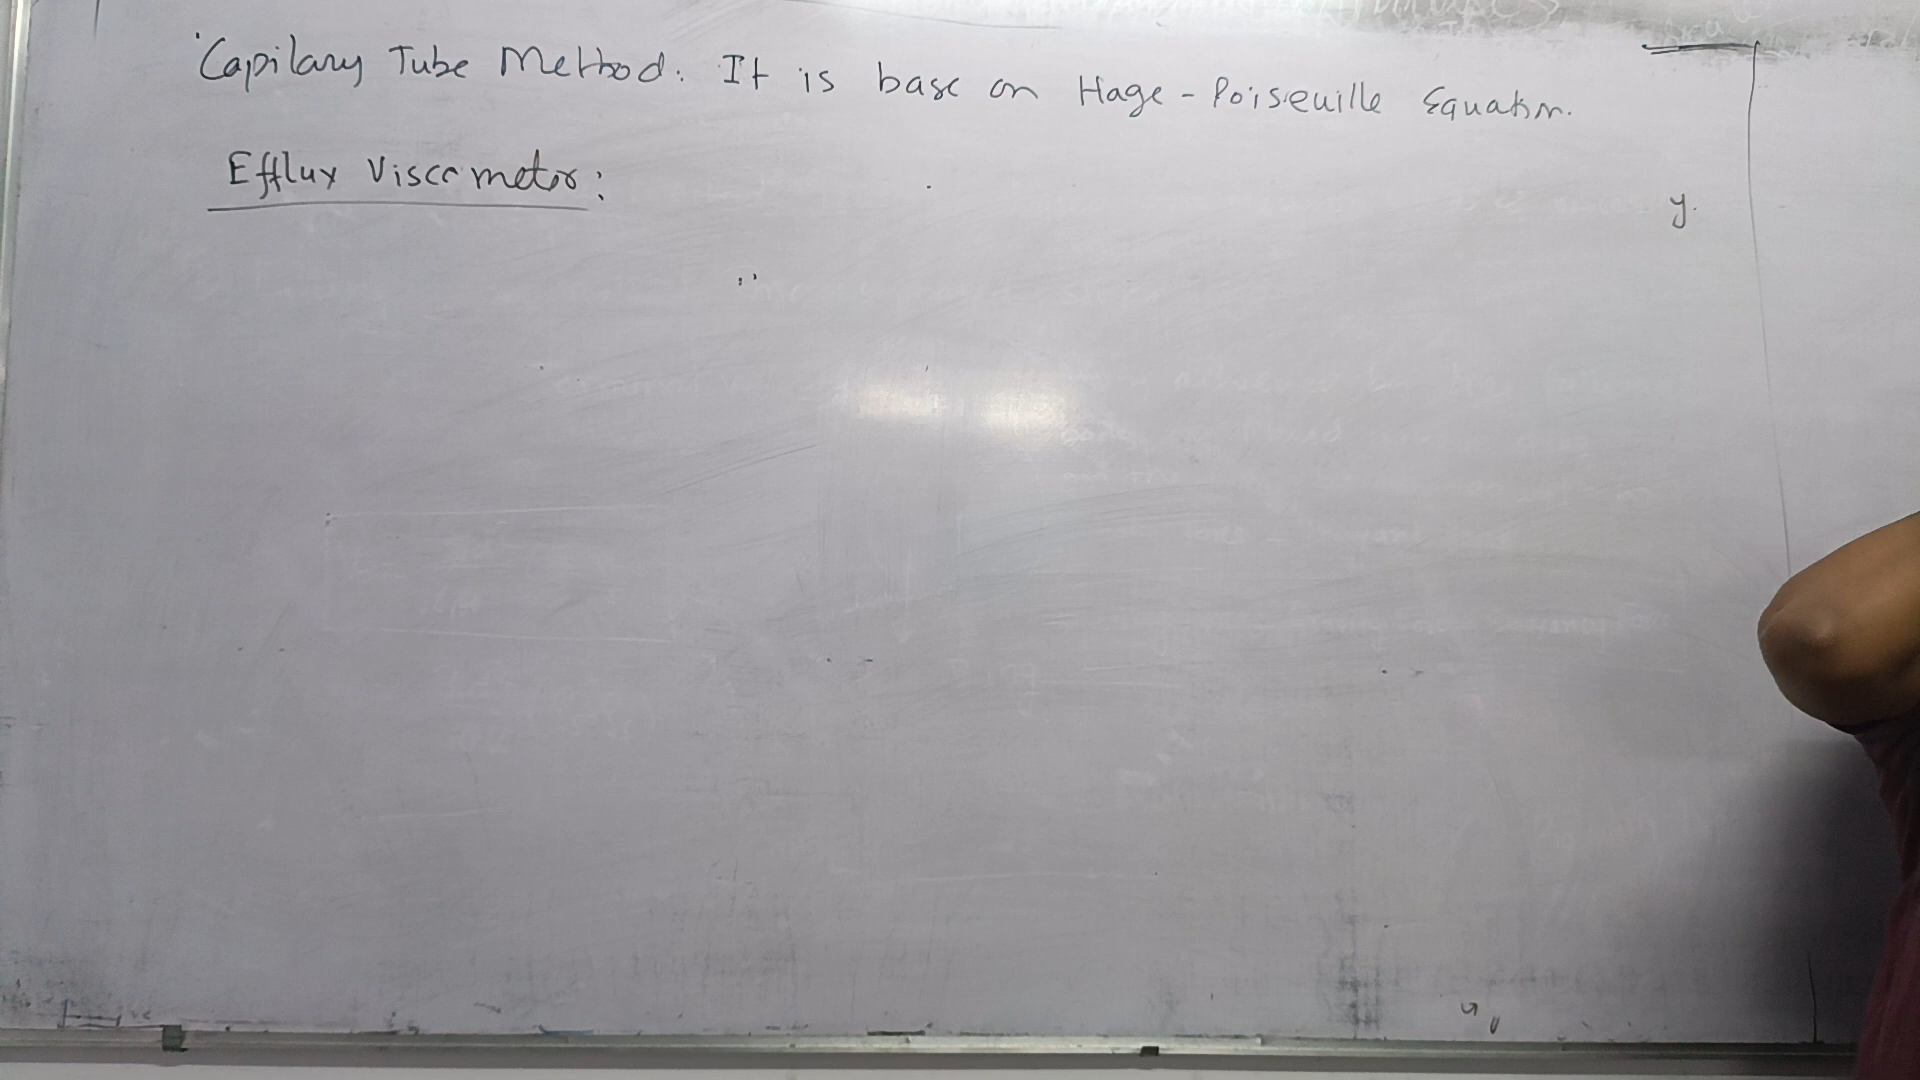 Capilary Tube Method: It is base on Hage-Poiseuille Equation.
Efflux Viscometer:
y.